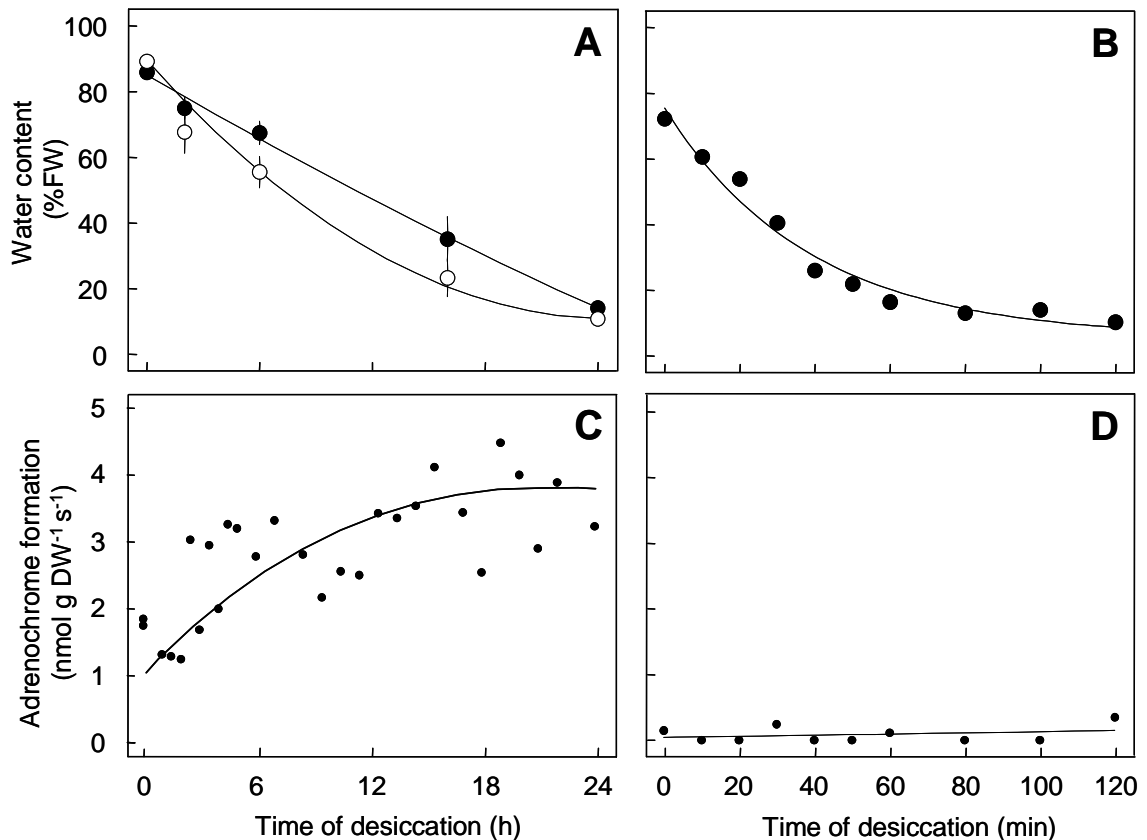 A
B
100
80
60
40
20
0
Water content
(%FW)
C
D
5
4
3
2
1
0
Adrenochrome formation
(nmol g DW⁻¹ s⁻¹)
0 6 12 18 24
0 20 40 60 80 100 120
Time of desiccation (h)
Time of desiccation (min)